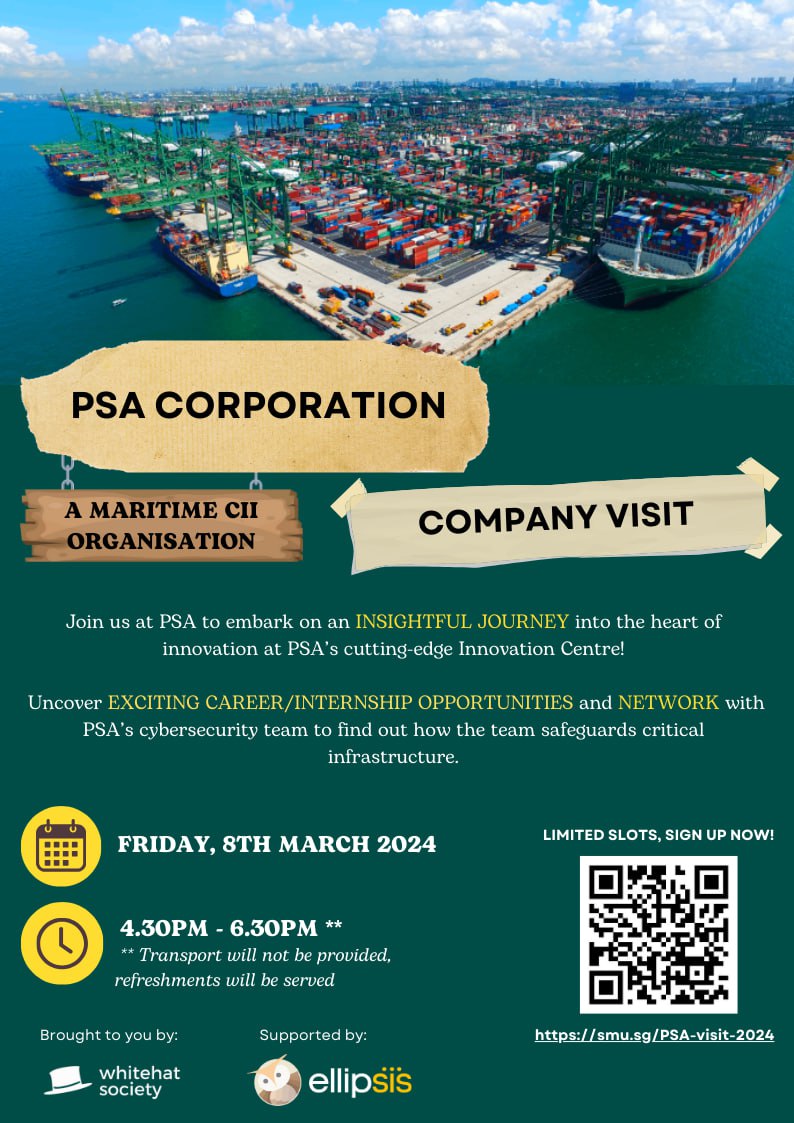 PSA CORPORATION
A MARITIME CII
ORGANISATION
COMPANY VISIT
Join us at PSA to embark on an INSIGHTFUL JOURNEY into the heart of
innovation at PSA's cutting-edge Innovation Centre!
Uncover EXCITING CAREER/INTERNSHIP OPPORTUNITIES and NETWORK with
PSA's cybersecurity team to find out how the team safeguards critical
infrastructure.
FRIDAY, 8TH MARCH 2024
4.30PM - 6.30PM **
** Transport will not be provided,
refreshments will be served
LIMITED SLOTS, SIGN UP NOW!
https://smu.sg/PSA-visit-2024
Brought to you by:
whitehat
society
Supported by:
ellipsis